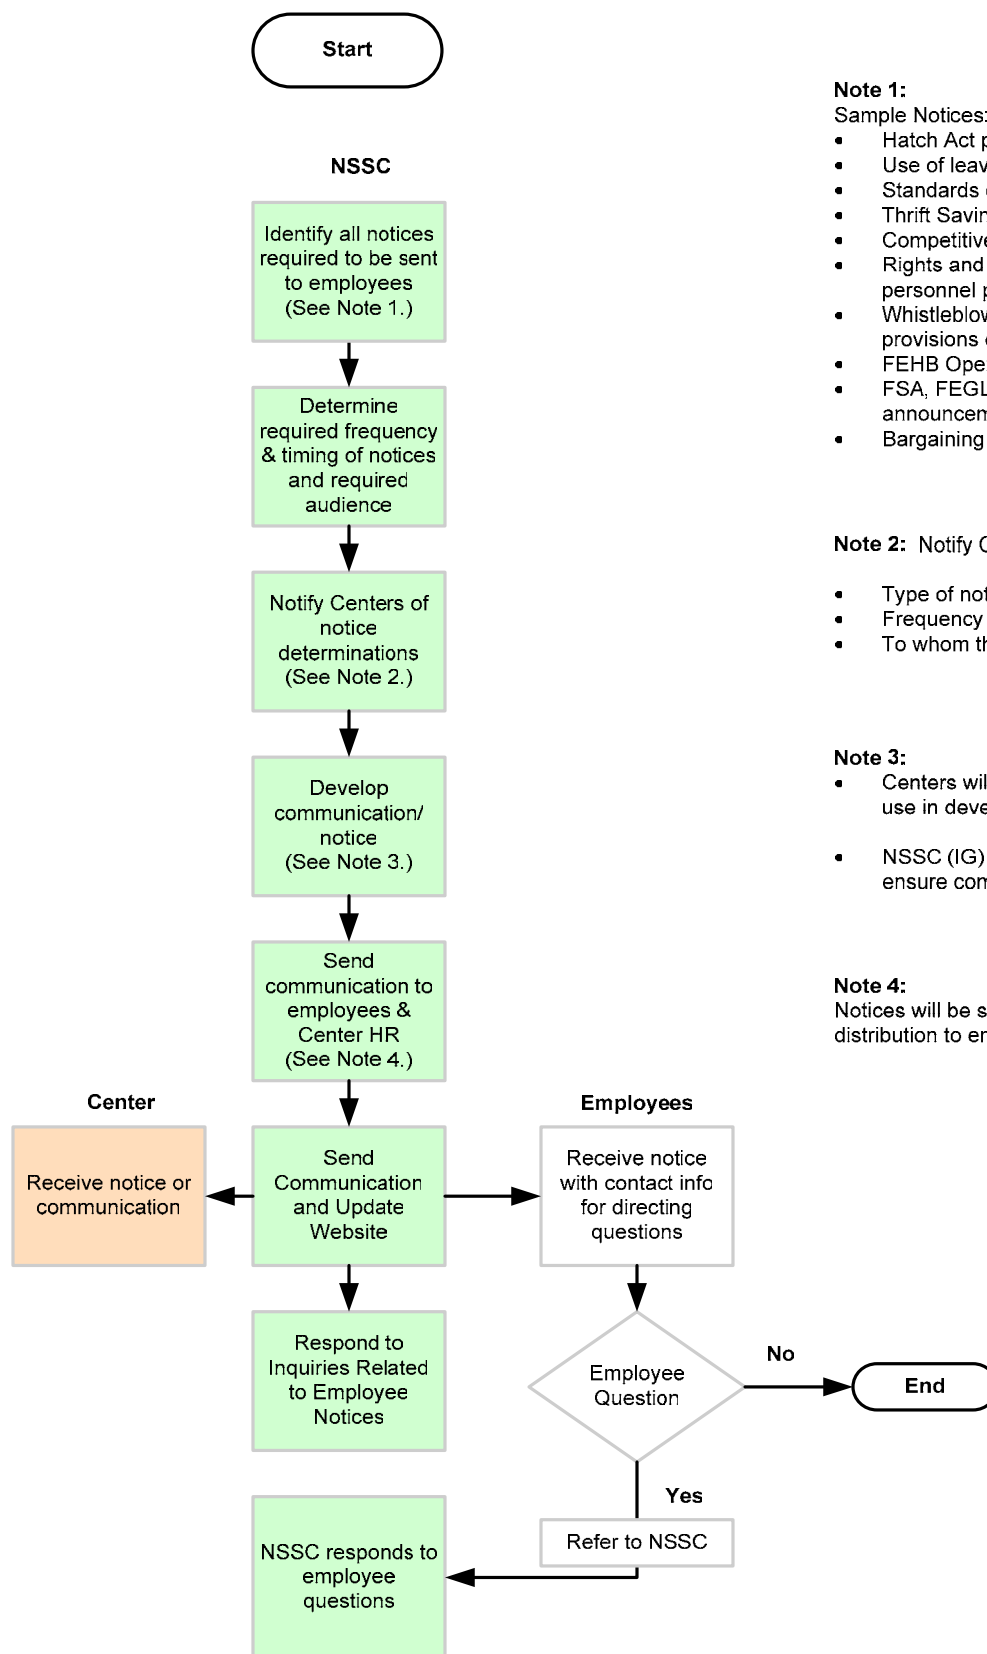 Start
NSSC
Identify all notices
required to be sent
to employees
(See Note 1.)
Determine
required frequency
& timing of notices
and required
audience
Notify Centers of
notice
determinations
(See Note 2.)
Develop
communication/
notice
(See Note 3.)
Send
communication to
employees &
Center HR
(See Note 4.)
Center
Employees
Receive notice or
communication
Send
Communication
and Update
Website
Receive notice
with contact info
for directing
questions
Respond to
Inquiries Related
to Employee
Notices
Employee
Question
No
End
Yes
Refer to NSSC
NSSC responds to
employee
questions
Note 1:
Sample Notices:
• Hatch Act
• Use of
• Standards
• Thrift
• Competitive
• Rights and
personnel
•
provisions
• FEHB
• FSA,
• Bargaining
Note 2: Notify
• Type of
• Frequency
• To whom
Note 3:
• Centers
use in
• NSSC (IG)
ensure
Note 4:
Notices will be
distribution to